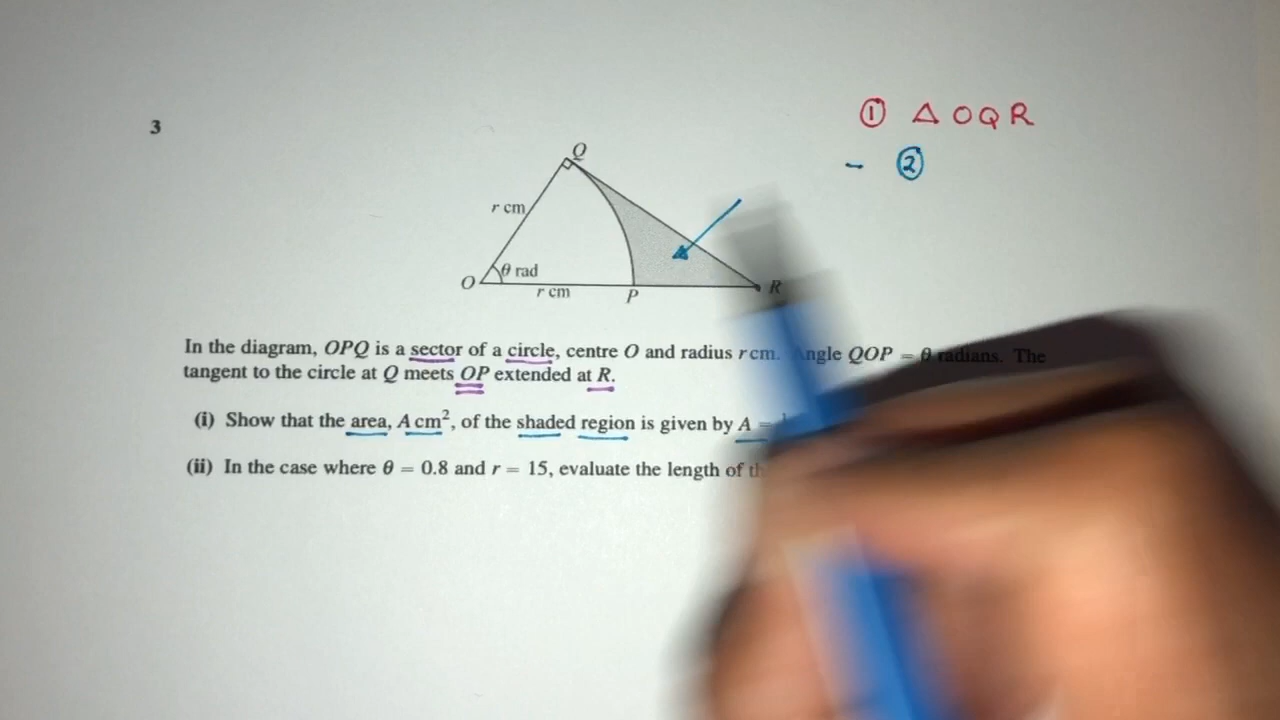 3
① △ OQR
- ②
Q
r cm
O
θ rad
r cm
P
R
In the diagram, OPQ is a sector of a circle, centre O and radius r cm. Angle QOP = θ radians. The
tangent to the circle at Q meets OP extended at R.
(i) Show that the area, A cm², of the shaded region is given by A =
(ii) In the case where θ = 0.8 and r = 15, evaluate the length of